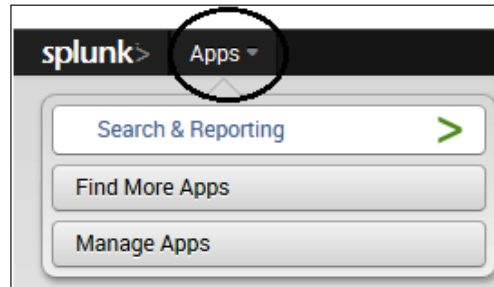 splunk> Apps
Search & Reporting >
Find More Apps
Manage Apps